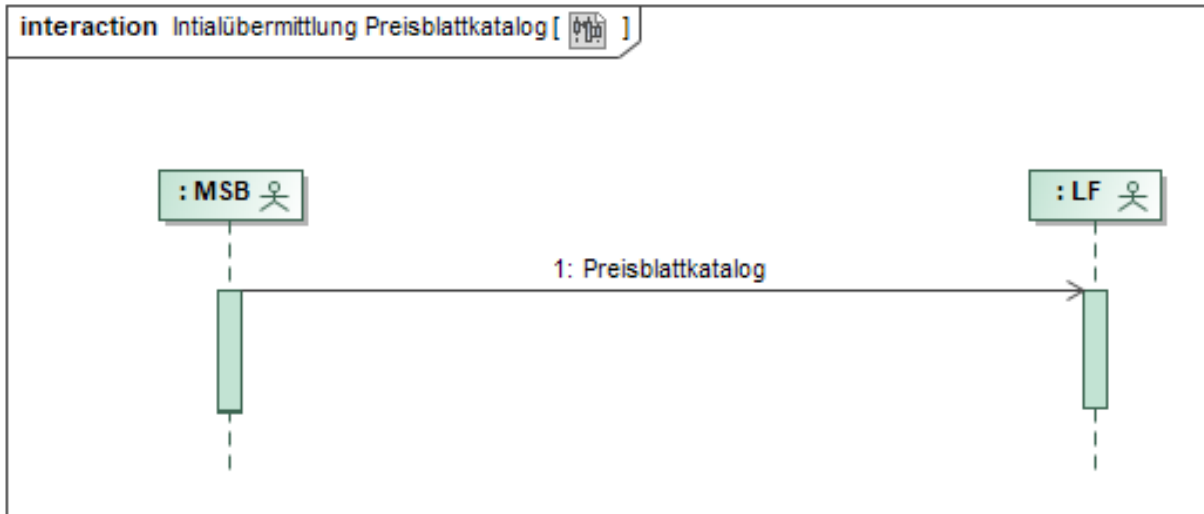 interaction Intialübermittlung Preisblattkatalog [ ]
: MSB
: LF
1: Preisblattkatalog